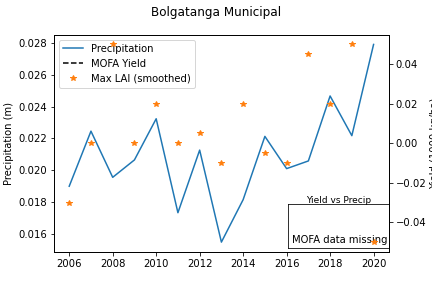 Bolgatanga Municipal
0.028
0.026
0.024
0.022
0.020
0.018
0.016
Precipitation (m)
Precipitation
MOFA Yield
Max LAI (smoothed)
0.04
0.02
0.00
−0.02
−0.04
Yield (1000 kg/ha)
Yield vs Precip
MOFA data missing
2006 2008 2010 2012 2014 2016 2018 2020